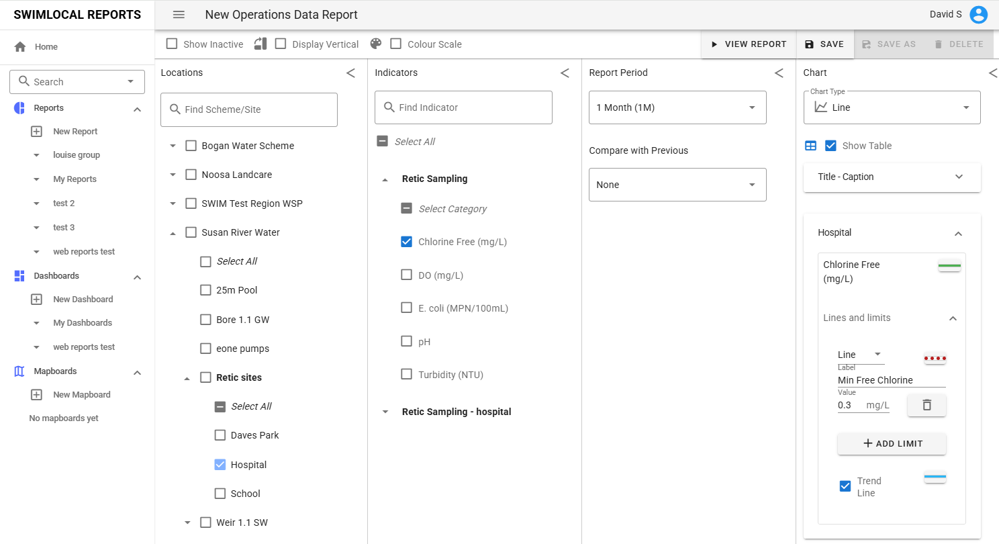 SWIMLOCAL REPORTS
New Operations Data Report
David S
Home
Search
Reports
New Report
louise group
My Reports
test 2
test 3
web reports test
Dashboards
New Dashboard
My Dashboards
web reports test
Mapboards
New Mapboard
No mapboards yet
Show Inactive
Display Vertical
Colour Scale
VIEW REPORT
SAVE
SAVE AS
DELETE
Locations
Find Scheme/Site
Bogan Water Scheme
Noosa Landcare
SWIM Test Region WSP
Susan River Water
Select All
25m Pool
Bore 1.1 GW
eone pumps
Retic sites
Select All
Daves Park
Hospital
School
Weir 1.1 SW
Indicators
Find Indicator
Select All
Retic Sampling
Select Category
Chlorine Free (mg/L)
DO (mg/L)
E. coli (MPN/100mL)
pH
Turbidity (NTU)
Retic Sampling - hospital
Report Period
1 Month (1M)
Compare with Previous
None
Chart
Chart Type
Line
Show Table
Title - Caption
Hospital
Chlorine Free
(mg/L)
Lines and limits
Line
Label
Min Free Chlorine
Value
0.3 mg/L
ADD LIMIT
Trend
Line